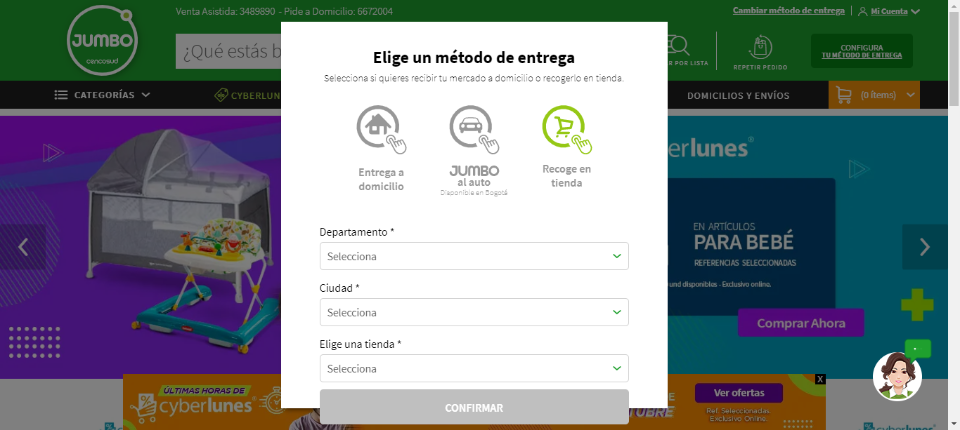 Venta Asistida: 3489890 - Pide a Domicilio: 6672004
Cambiar método de entrega
Mi Cuenta
JUMBO
cencosud
¿Qué estás b
R POR LISTA
REPETIR PEDIDO
CONFIGURA
TU MÉTODO DE ENTREGA
CATEGORÍAS
CYBERLUN
DOMICILIOS Y ENVÍOS
(0 ítems)
Elige un método de entrega
Selecciona si quieres recibir tu mercado a domicilio o recogerlo en tienda.
Entrega a
domicilio
JUMBO
al auto
Disponible en Bogotá
Recoge en
tienda
Departamento *
Selecciona
Ciudad *
Selecciona
Elige una tienda *
Selecciona
CONFIRMAR
berlunes®
EN ARTÍCULOS
PARA BEBÉ
REFERENCIAS SELECCIONADAS
und disponibles - Exclusivo online.
Comprar Ahora
ÚLTIMAS HORAS DE
cyberlunes®
TUBRE
Ver ofertas
Ref. Seleccionadas
Exclusivo Online.
X
cyberlunes®